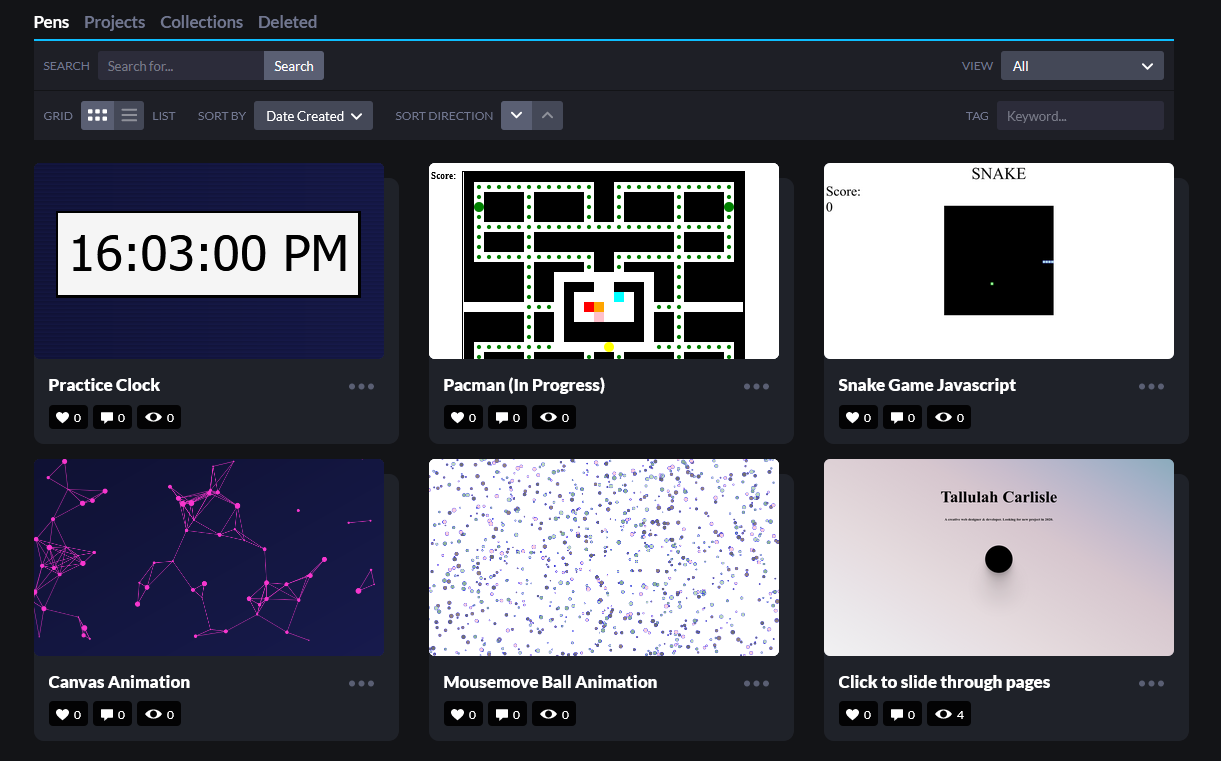 Pens Projects Collections Deleted
SEARCH Search for... Search VIEW All
GRID LIST SORT BY Date Created SORT DIRECTION TAG Keyword...
16:03:00 PM
Score:
SNAKE
Score:
0
Practice Clock
Pacman (In Progress)
Snake Game Javascript
0 0 0
0 0 0
0 0 0
Tallulah Carlisle
A creative web designer & developer. Looking for new project in 2020.
Canvas Animation
Mousemove Ball Animation
Click to slide through pages
0 0 0
0 0 0
0 0 4